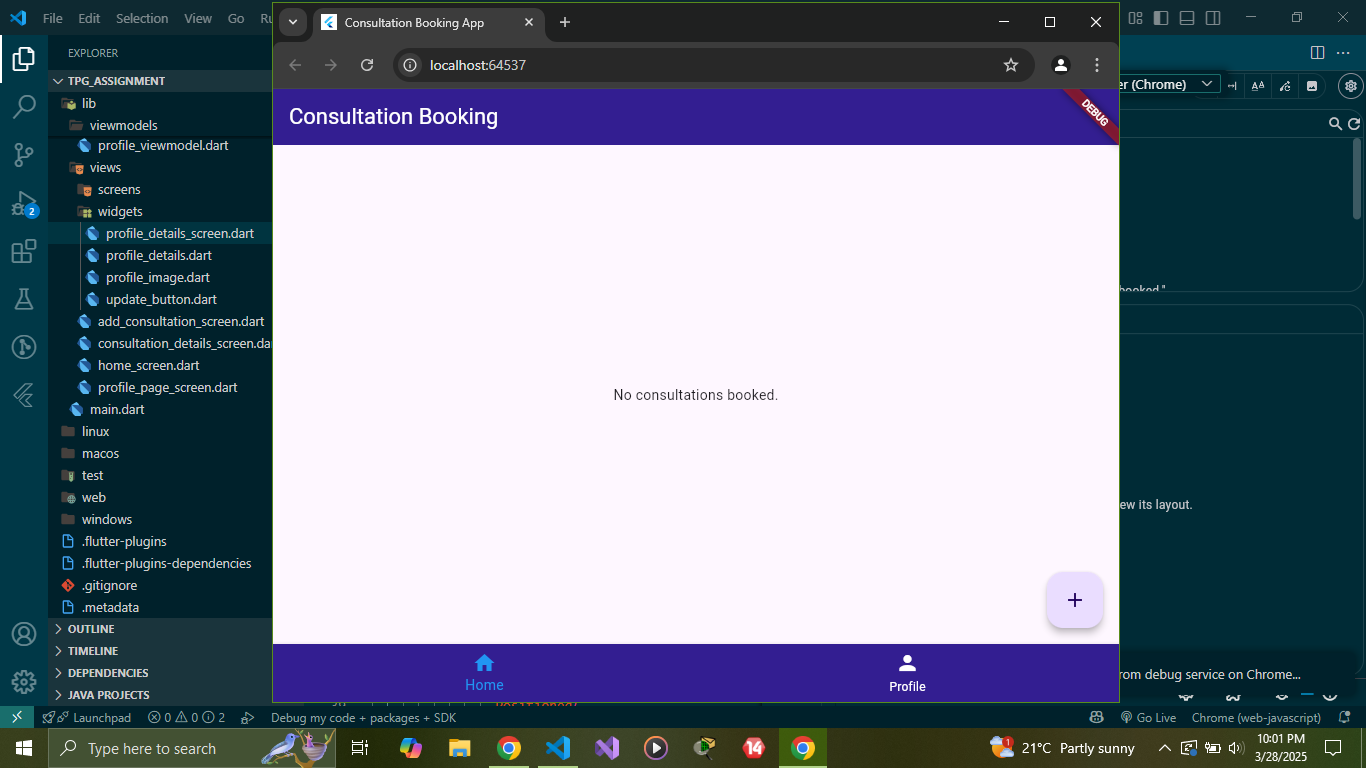 File Edit Selection View Go
Consultation Booking App
localhost:64537
EXPLORER
TPG_ASSIGNMENT
lib
viewmodels
profile_viewmodel.dart
views
screens
widgets
profile_details_screen.dart
profile_details.dart
profile_image.dart
update_button.dart
add_consultation_screen.dart
consultation_details_screen.da
home_screen.dart
profile_page_screen.dart
main.dart
linux
macos
test
web
windows
.flutter-plugins
.flutter-plugins-dependencies
.gitignore
.metadata
OUTLINE
TIMELINE
DEPENDENCIES
JAVA PROJECTS
2
Consultation Booking
DEBUG
No consultations booked.
Home
Profile
er (Chrome)
booked."
ew its layout.
rom debug service on Chrome...
Launchpad 0 0 2 Debug my code + packages + SDK
Go Live Chrome (web-javascript)
Type here to search
14
1
21°C Partly sunny
10:01 PM
3/28/2025